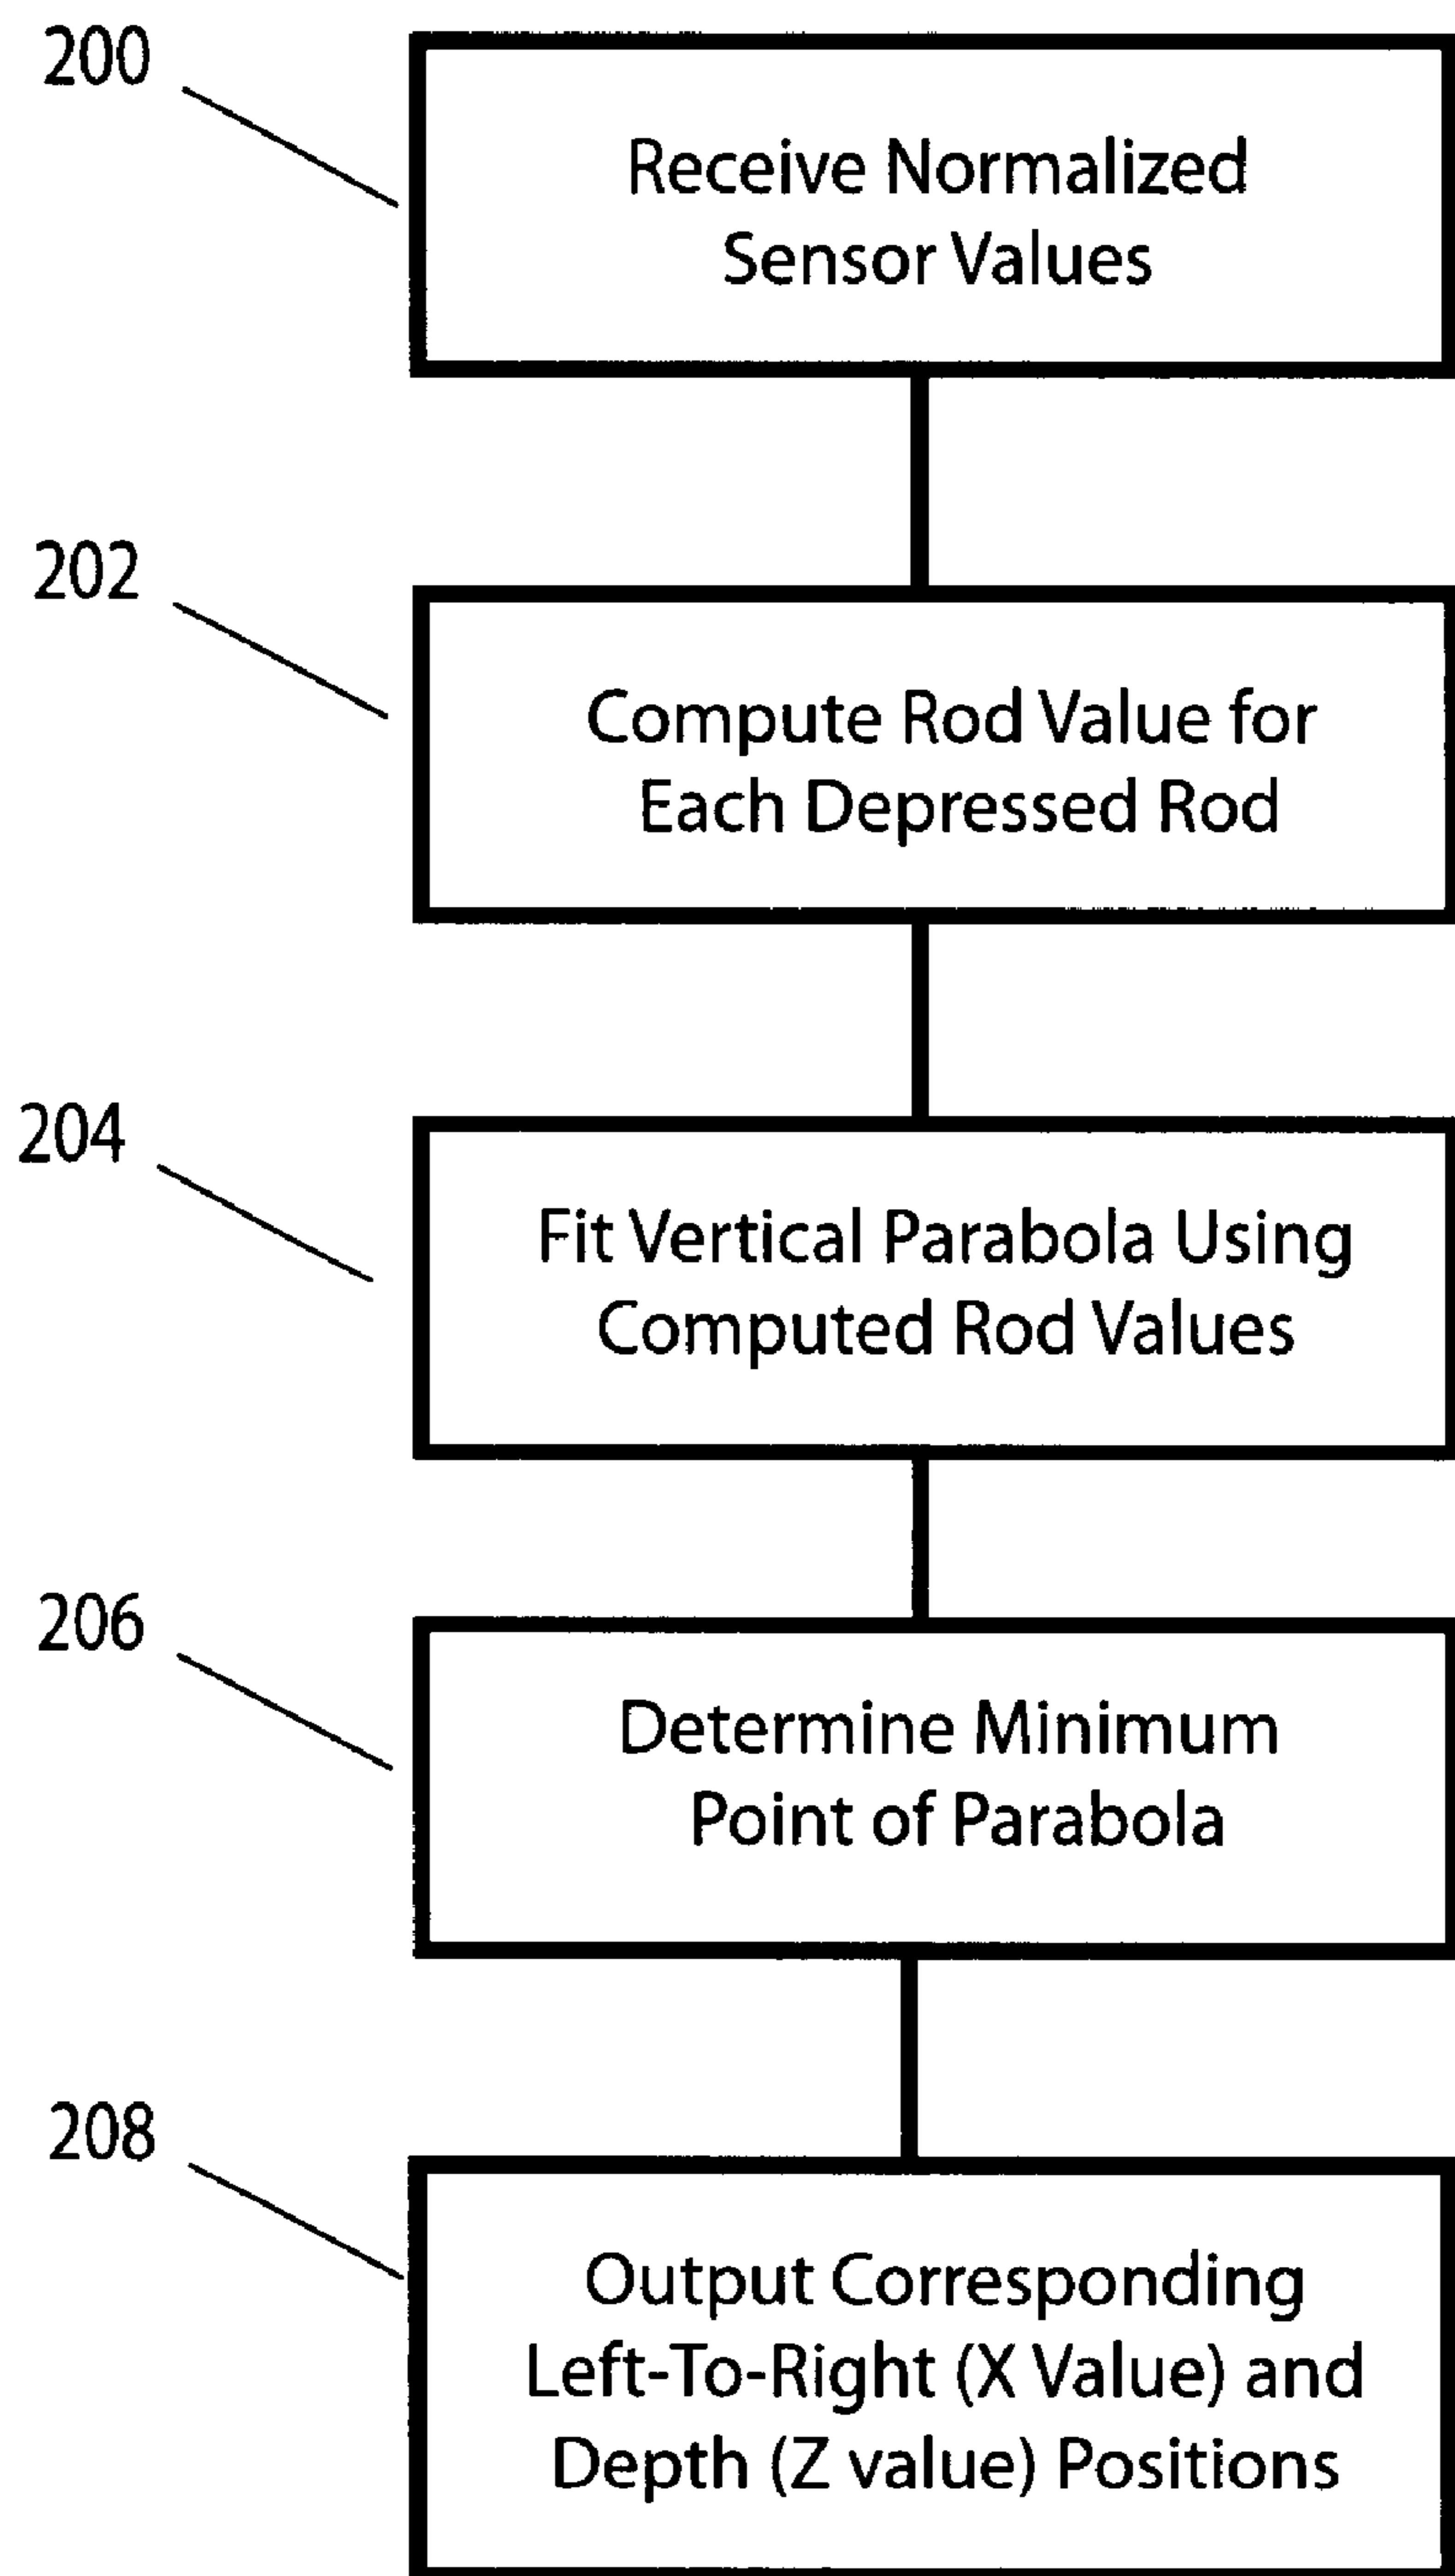 200
Receive Normalized
Sensor Values
202
Compute Rod Value for
Each Depressed Rod
204
Fit Vertical Parabola Using
Computed Rod Values
206
Determine Minimum
Point of Parabola
208
Output Corresponding
Left-To-Right (X Value) and
Depth (Z value) Positions